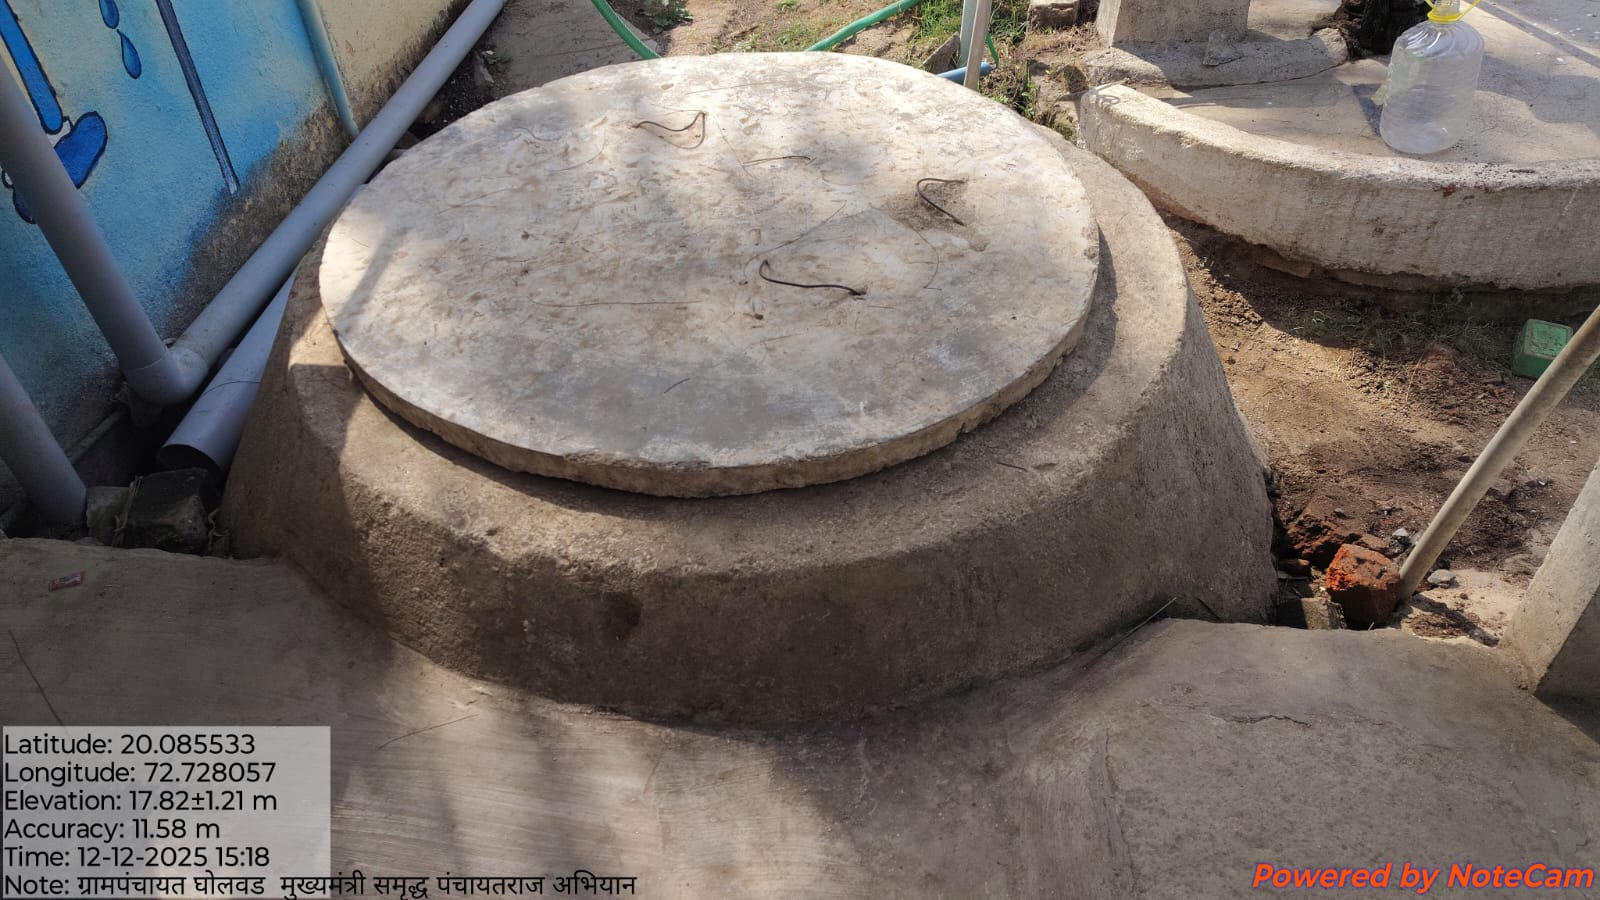 Latitude: 20.085533
Longitude: 72.728057
Elevation: 17.82±1.21 m
Accuracy: 11.58 m
Time: 12-12-2025 15:18
Note: ग्रामपंचायत घोलवड मुख्यमंत्री समृद्ध पंचायतराज अभियान
Powered by NoteCam